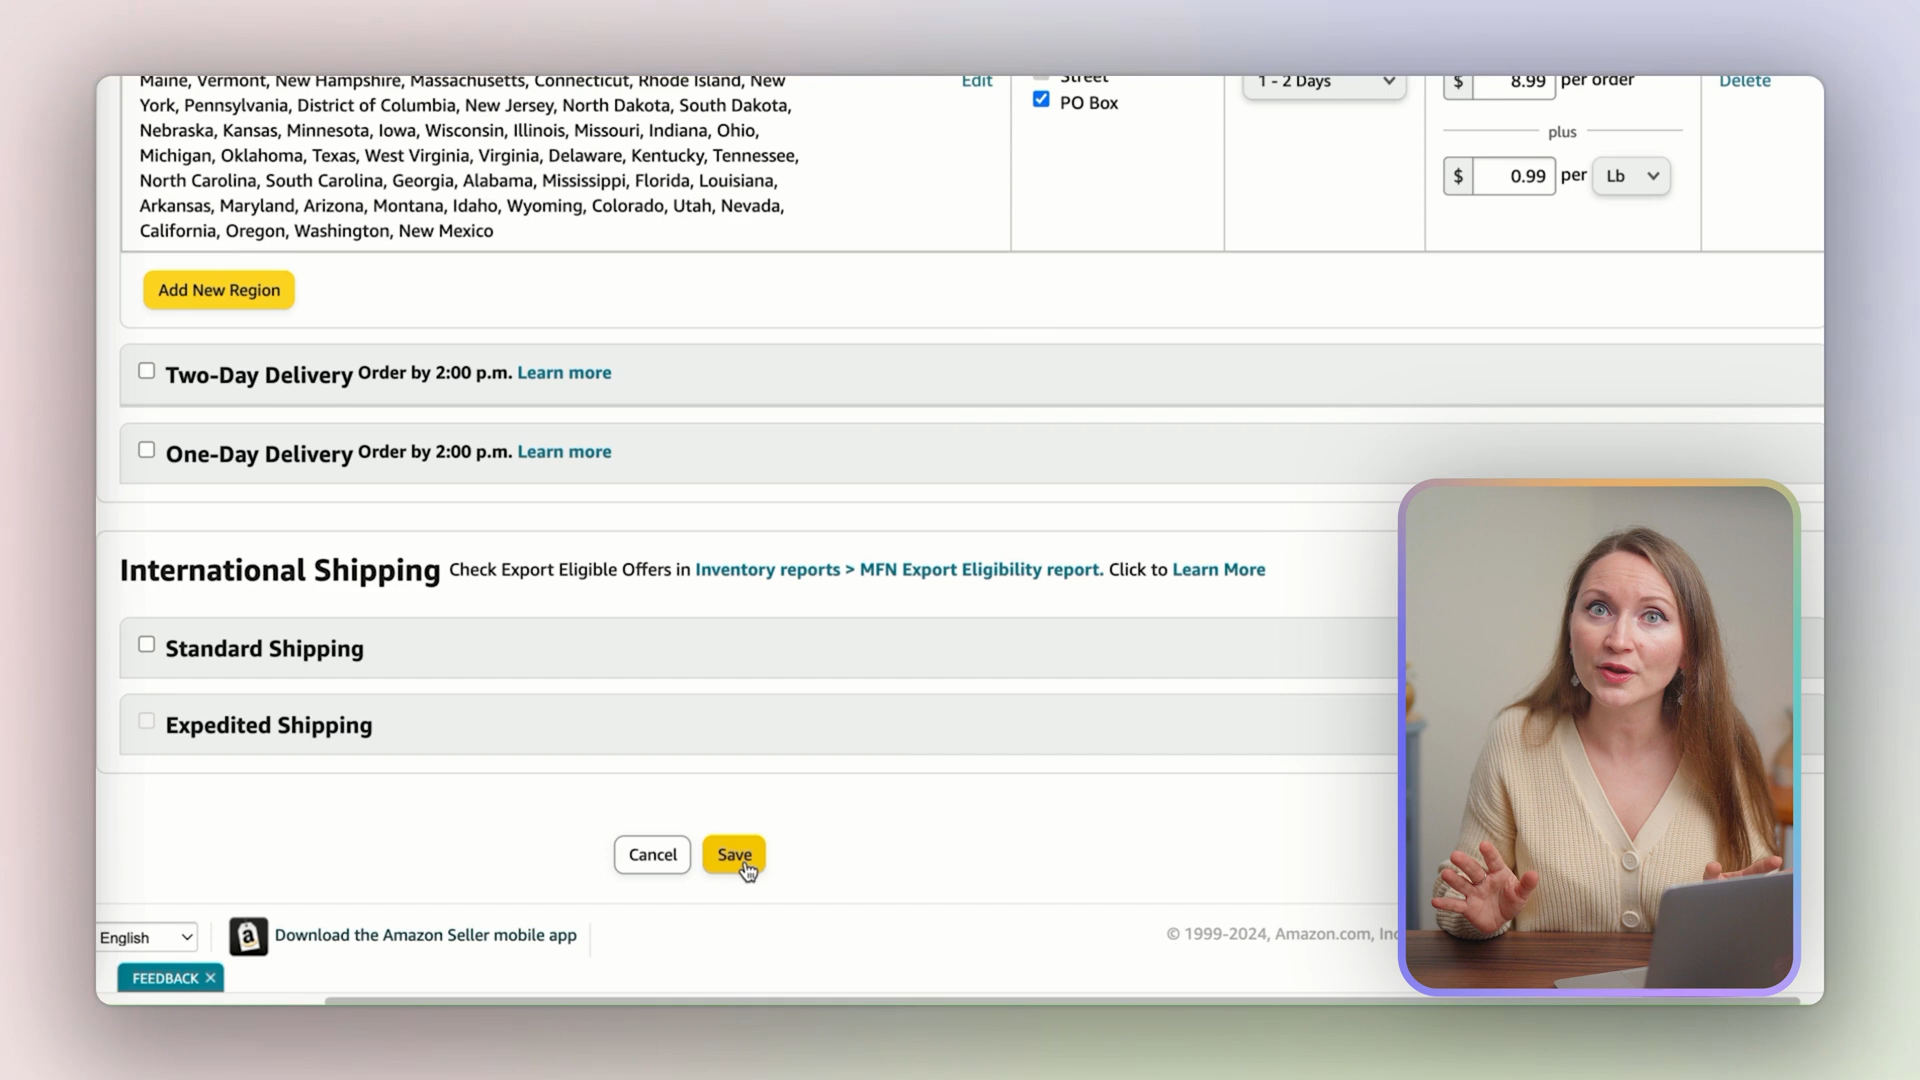 Maine, Vermont, New Hampshire, Massachusetts, Connecticut, Rhode Island, New
York, Pennsylvania, District of Columbia, New Jersey, North Dakota, South Dakota,
Nebraska, Kansas, Minnesota, Iowa, Wisconsin, Illinois, Missouri, Indiana, Ohio,
Michigan, Oklahoma, Texas, West Virginia, Virginia, Delaware, Kentucky, Tennessee,
North Carolina, South Carolina, Georgia, Alabama, Mississippi, Florida, Louisiana,
Arkansas, Maryland, Arizona, Montana, Idaho, Wyoming, Colorado, Utah, Nevada,
California, Oregon, Washington, New Mexico
Edit
Street
PO Box
1 - 2 Days
$ 8.99 per order
plus
$ 0.99 per Lb
Delete
Add New Region
Two-Day Delivery Order by 2:00 p.m. Learn more
One-Day Delivery Order by 2:00 p.m. Learn more
International Shipping Check Export Eligible Offers in Inventory reports > MFN Export Eligibility report. Click to Learn More
Standard Shipping
Expedited Shipping
Cancel
Save
English
a
Download the Amazon Seller mobile app
© 1999-2024, Amazon.com, Inc
FEEDBACK ×